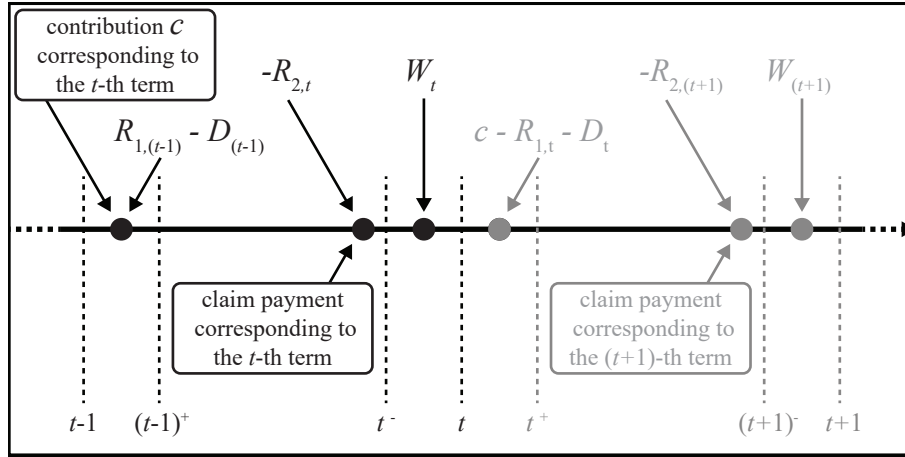 contribution c
corresponding to
the t-th term
-R2,t
Wt
-R2,(t+1)
W(t+1)
R1,(t-1) - D(t-1)
c - R1,t - Dt
claim payment
corresponding to
the t-th term
claim payment
corresponding to
the (t+1)-th term
t-1
(t-1)+
t-
t
t+
(t+1)-
t+1